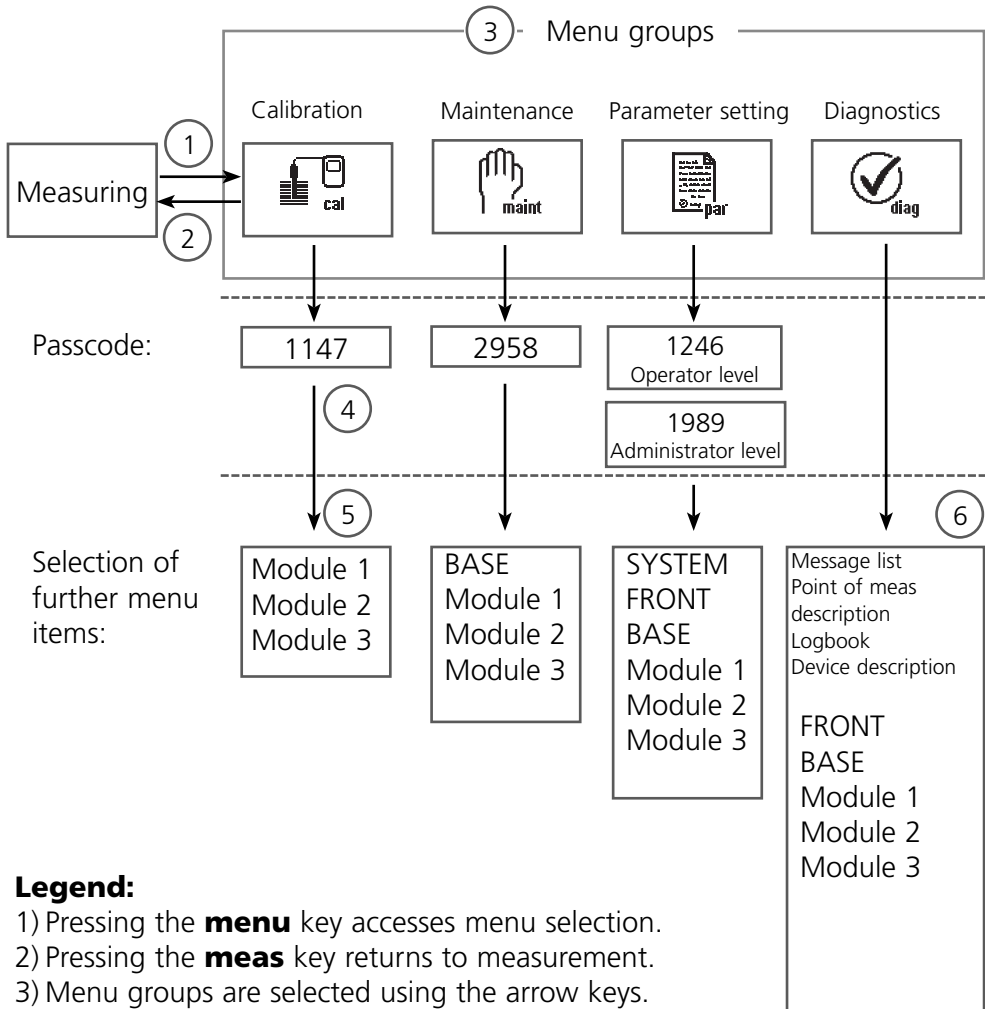 3 Menu groups
Calibration Maintenance Parameter setting Diagnostics
1
Measuring
cal maint par diag
2
Passcode:
1147 2958 1246
Operator level
4
1989
Administrator level
5 6
Selection of
further menu
items:
Module 1
Module 2
Module 3
BASE
Module 1
Module 2
Module 3
SYSTEM
FRONT
BASE
Module 1
Module 2
Module 3
Message list
Point of meas
description
Logbook
Device description
FRONT
BASE
Module 1
Module 2
Module 3
Legend:
1) Pressing the menu key accesses menu selection.
2) Pressing the meas key returns to measurement.
3) Menu groups are selected using the arrow keys.